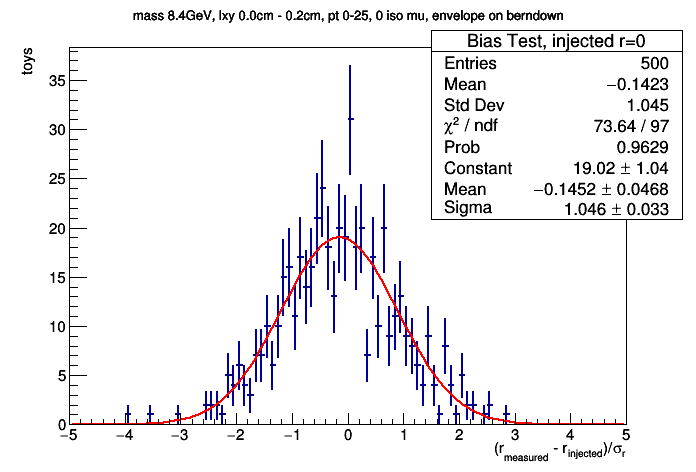 mass 8.4GeV, lxy 0.0cm - 0.2cm, pt 0-25, 0 iso mu, envelope on berndown
Bias Test, injected r=0
Entries 500
Mean −0.1423
Std Dev 1.045
χ² / ndf 73.64 / 97
Prob 0.9629
Constant 19.02 ± 1.04
Mean −0.1452 ± 0.0468
Sigma 1.046 ± 0.033
toys
35
30
25
20
15
10
5
0
−5 −4 −3 −2 −1 0 1 2 3 4 5
(r_measured - r_injected)/σ_r